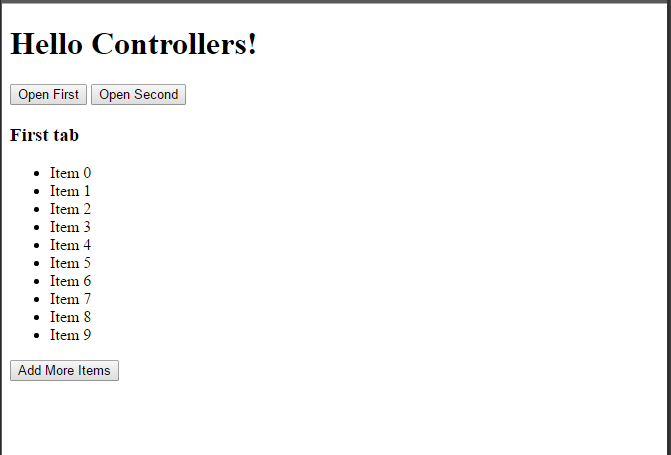 Hello Controllers!
Open First Open Second
First tab
Item 0
Item 1
Item 2
Item 3
Item 4
Item 5
Item 6
Item 7
Item 8
Item 9
Add More Items